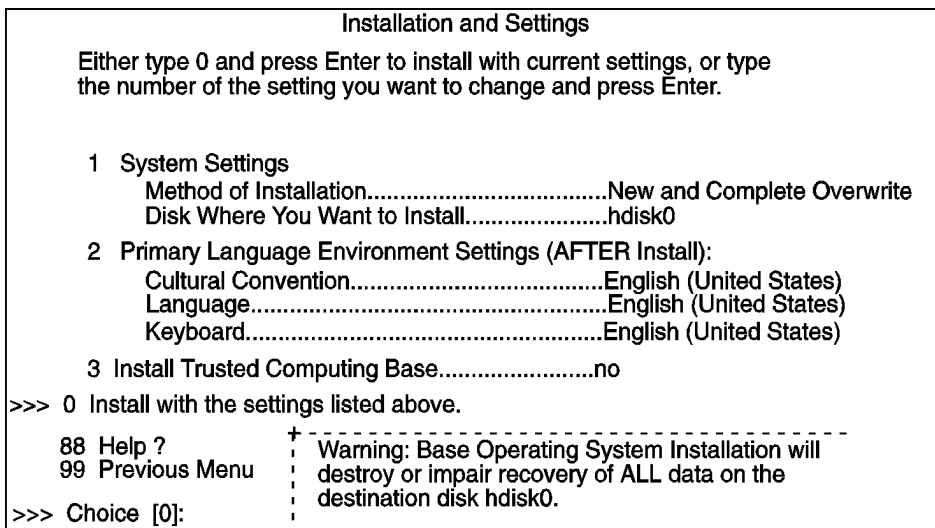 Installation and Settings
Either type 0 and press Enter to install with current settings, or type
the number of the setting you want to change and press Enter.
1 System Settings
Method of Installation.....................................New and Complete Overwrite
Disk Where You Want to Install......................hdisk0
2 Primary Language Environment Settings (AFTER Install):
Cultural Convention.......................................English (United States)
Language.......................................................English (United States)
Keyboard.......................................................English (United States)
3 Install Trusted Computing Base........................no
>>> 0 Install with the settings listed above.
88 Help ?
99 Previous Menu
Warning: Base Operating System Installation will
destroy or impair recovery of ALL data on the
destination disk hdisk0.
>>> Choice [0]: